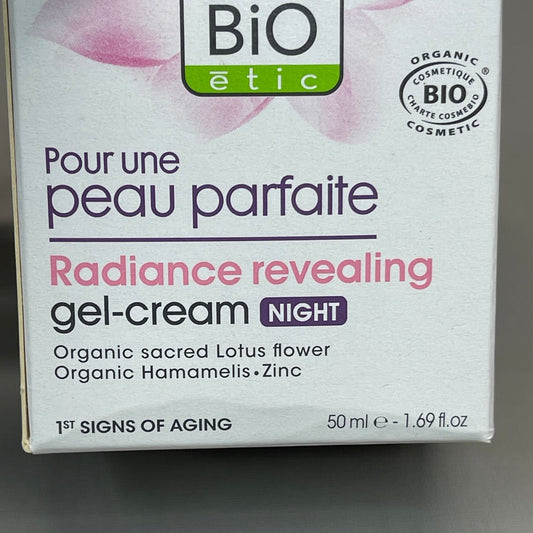 BiO
ētic
ORGANIC
COSMETIQUE
BIO
®
CHARTE COSMEBIO
COSMETIC
Pour une
peau parfaite
Radiance revealing
gel-cream NIGHT
Organic sacred Lotus flower
Organic Hamamelis • Zinc
1ST SIGNS OF AGING
50 ml e - 1.69 fl.oz